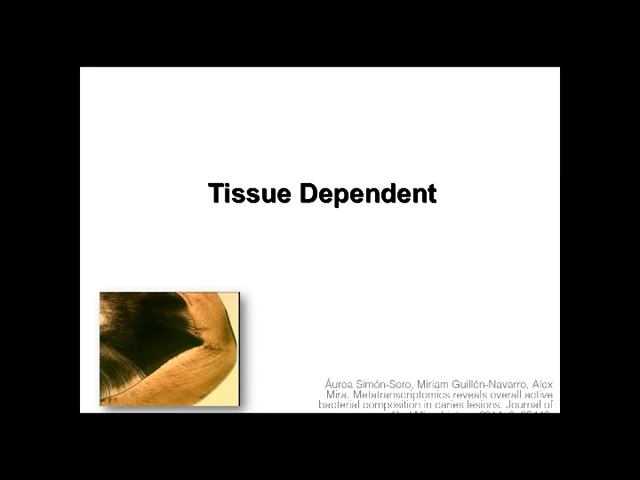 Tissue Dependent
Áurea Simón-Soro, Miriam Guillén-Navarro, Alex
Mira. Metatranscriptomics reveals overall active
bacterial composition in caries lesions. Journal of